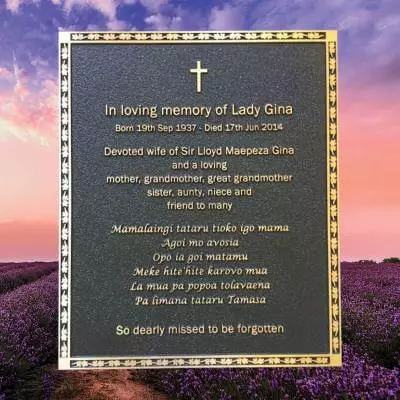 In loving memory of Lady Gina
Born 19th Sep 1937 - Died 17th Jun 2014
Devoted wife of Sir Lloyd Maepeza Gina
and a loving
mother, grandmother, great grandmother
sister, aunty, niece and
friend to many
Mamalaingi tataru tioko igo mama
Agoi mo avosia
Opo ia goi matamu
Meke hite'hite karovo mua
La mua pa popoa tolavaena
Pa limana tataru Tamasa
So dearly missed to be forgotten